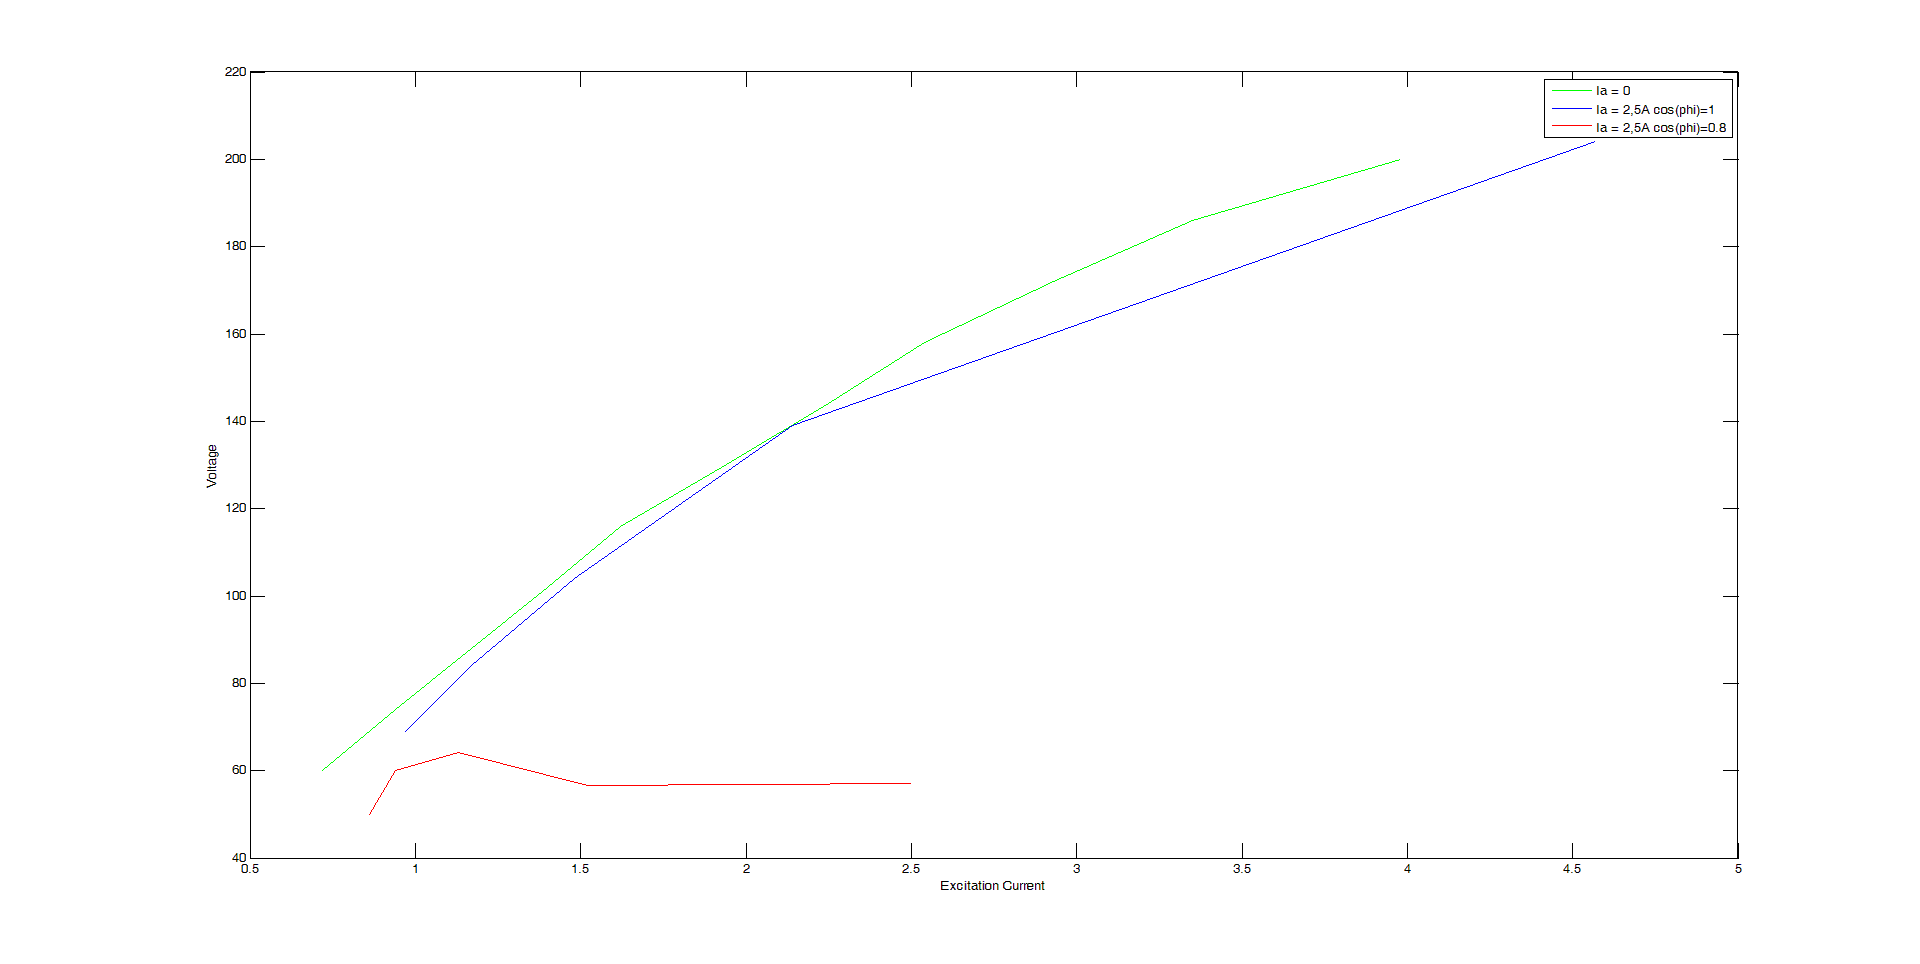 220
200
180
160
140
120
100
80
60
40
Voltage
Ia = 0
Ia = 2,5A cos(phi)=1
Ia = 2,5A cos(phi)=0.8
0.5 1 1.5 2 2.5 3 3.5 4 4.5 5
Excitation Current